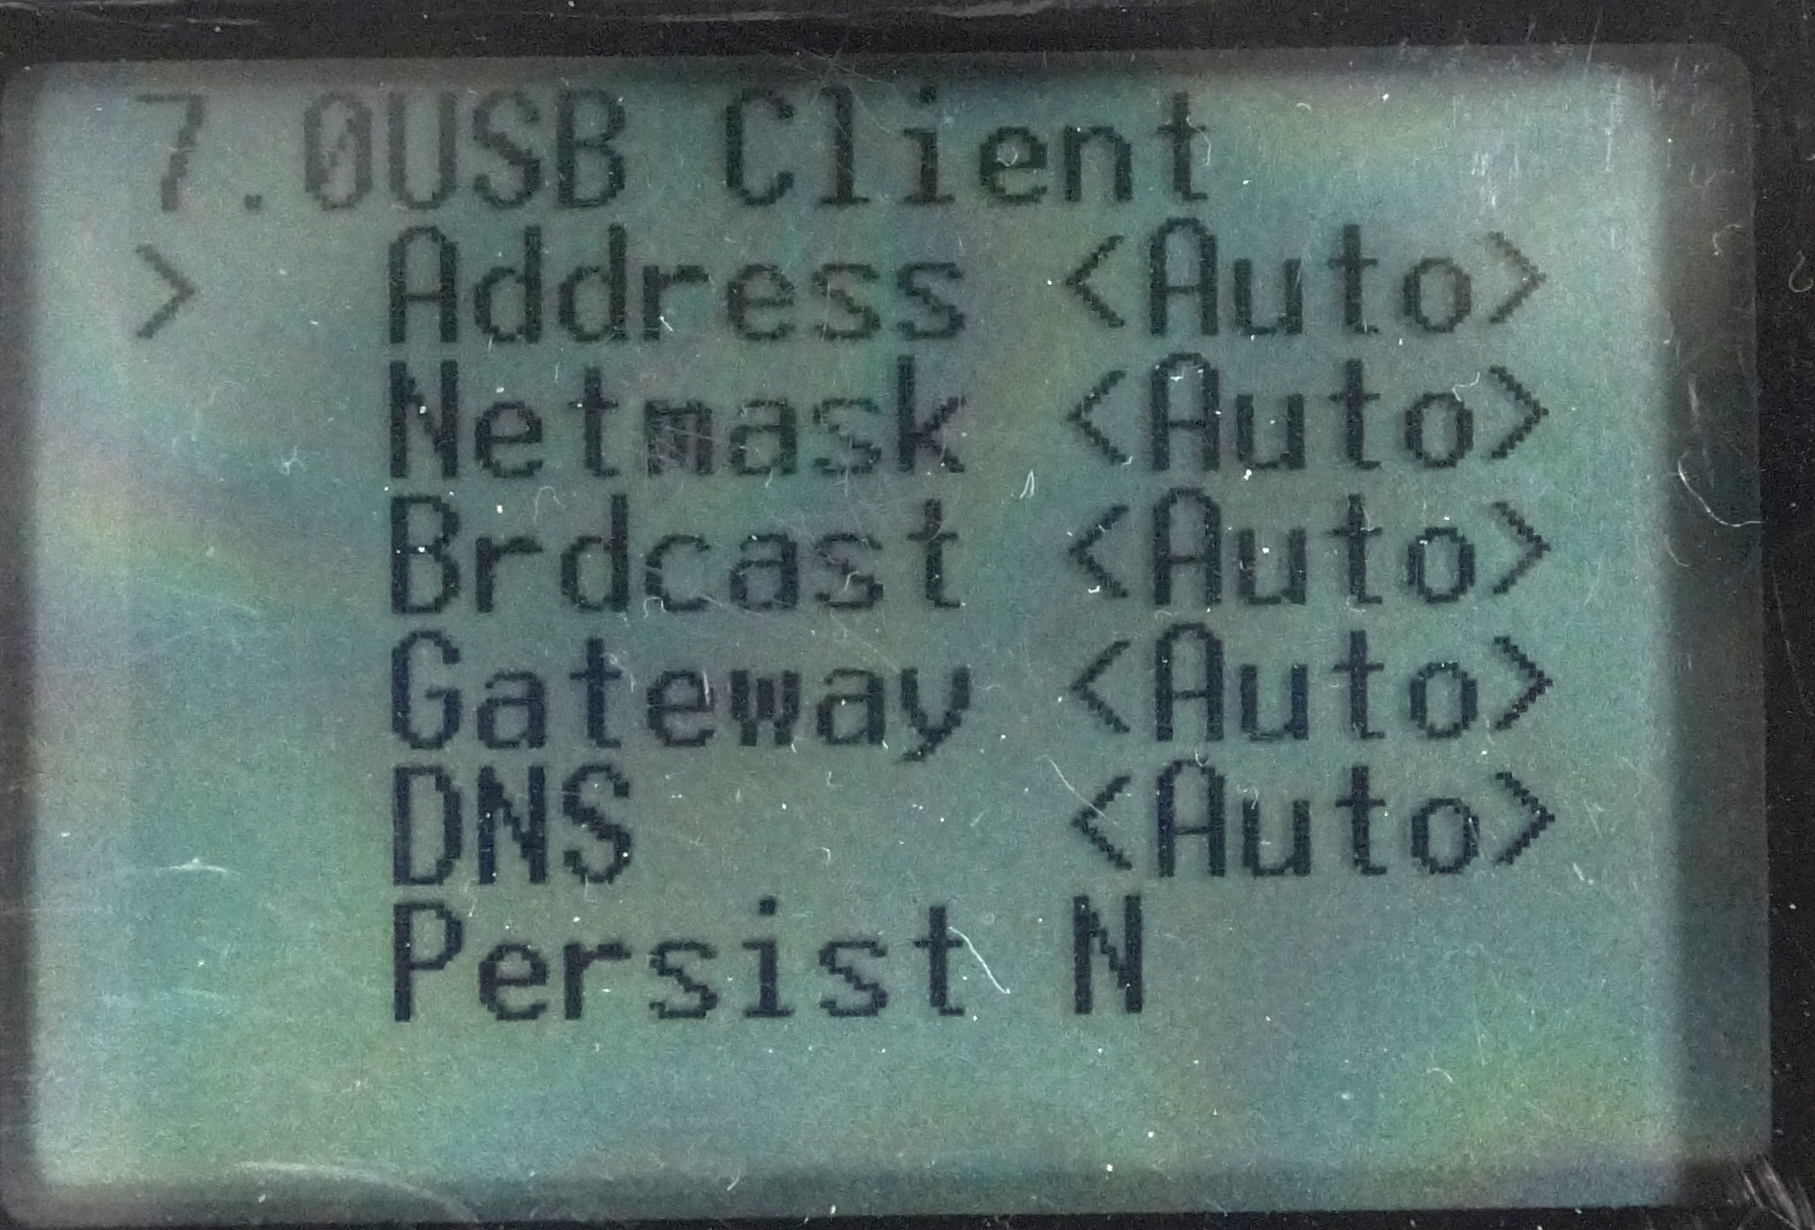 7.0USB Client
> Address <Auto>
Netmask <Auto>
Brdcast <Auto>
Gateway <Auto>
DNS <Auto>
Persist N